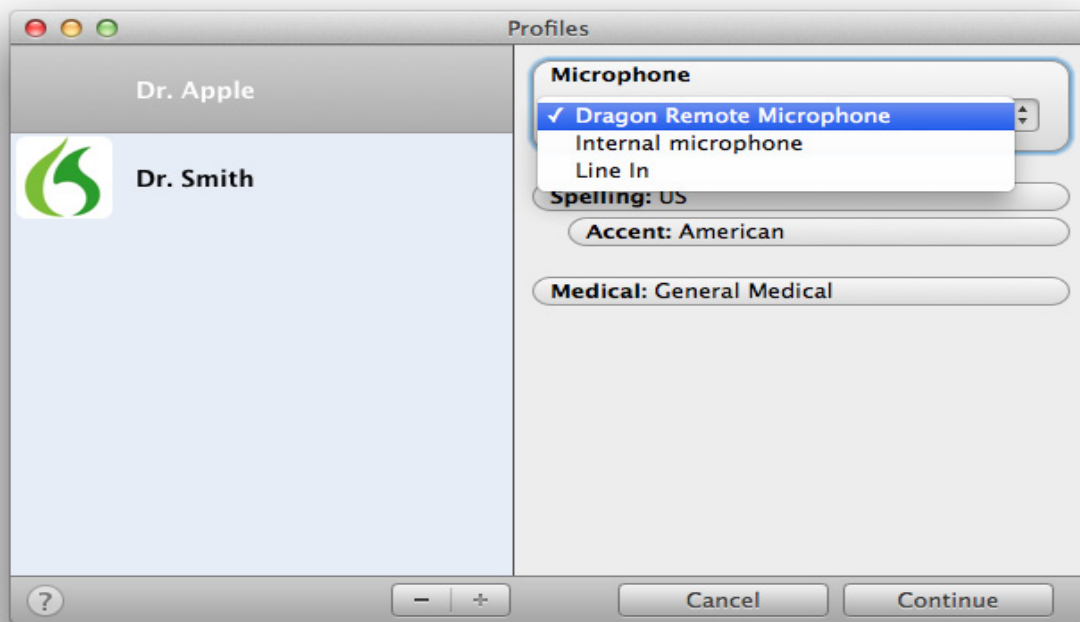 Profiles
Dr. Apple
Dr. Smith
Microphone
✓ Dragon Remote Microphone
Internal microphone
Line In
Spelling: US
Accent: American
Medical: General Medical
?
− +
Cancel
Continue